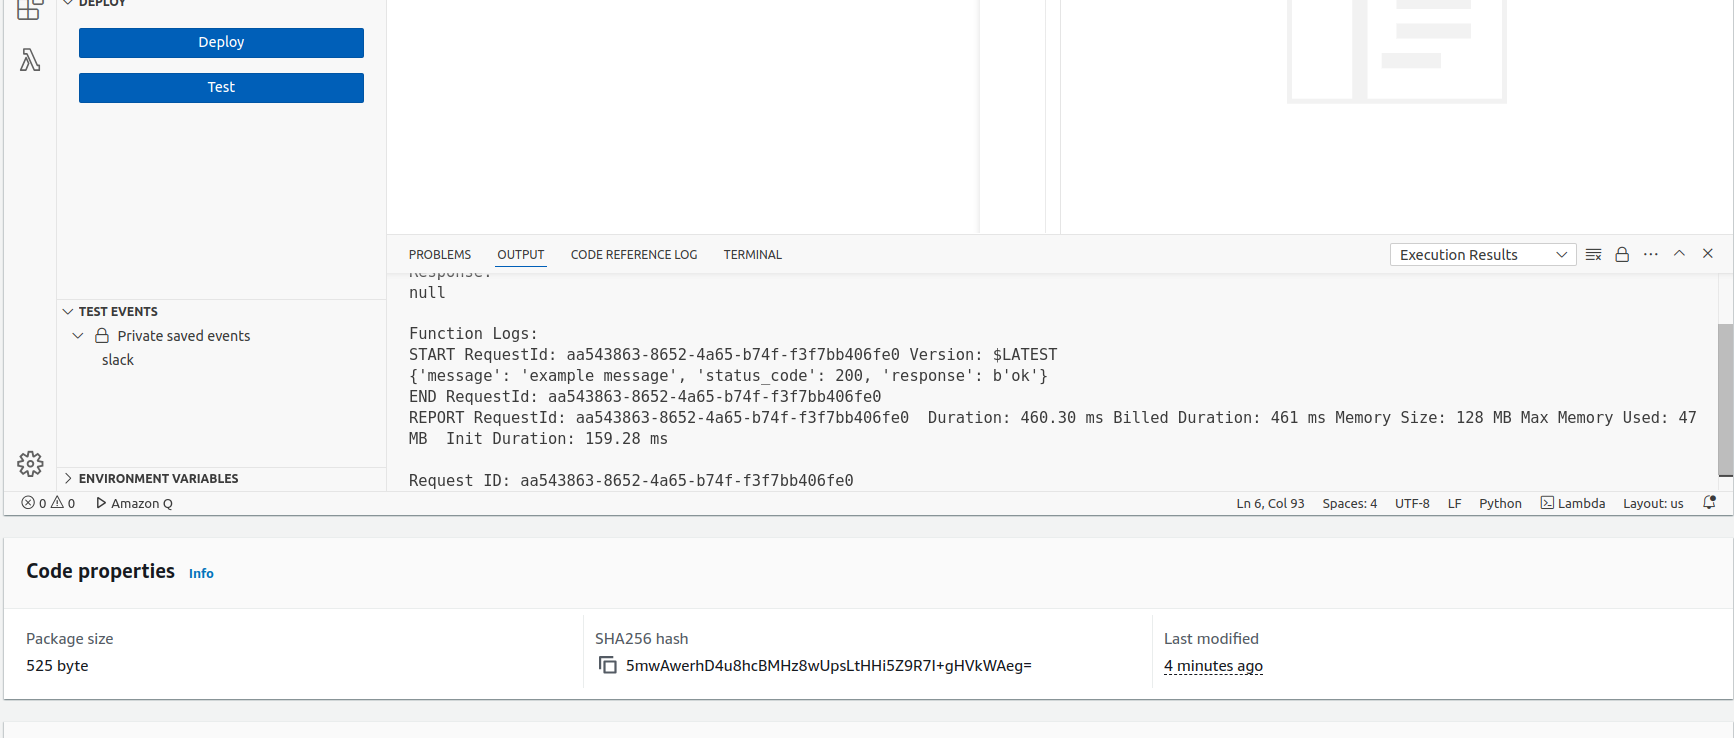 DEPLOY
Deploy
Test
PROBLEMS OUTPUT CODE REFERENCE LOG TERMINAL Execution Results
Response:
null
Function Logs:
START RequestId: aa543863-8652-4a65-b74f-f3f7bb406fe0 Version: $LATEST
{'message': 'example message', 'status_code': 200, 'response': b'ok'}
END RequestId: aa543863-8652-4a65-b74f-f3f7bb406fe0
REPORT RequestId: aa543863-8652-4a65-b74f-f3f7bb406fe0 Duration: 460.30 ms Billed Duration: 461 ms Memory Size: 128 MB Max Memory Used: 47
MB Init Duration: 159.28 ms
Request ID: aa543863-8652-4a65-b74f-f3f7bb406fe0
TEST EVENTS
Private saved events
slack
ENVIRONMENT VARIABLES
0 0 Amazon Q Ln 6, Col 93 Spaces: 4 UTF-8 LF Python Lambda Layout: us
Code properties Info
Package size
525 byte
SHA256 hash
5mwAwerhD4u8hcBMHz8wUpsLtHHi5Z9R7I+gHVkWAeg=
Last modified
4 minutes ago